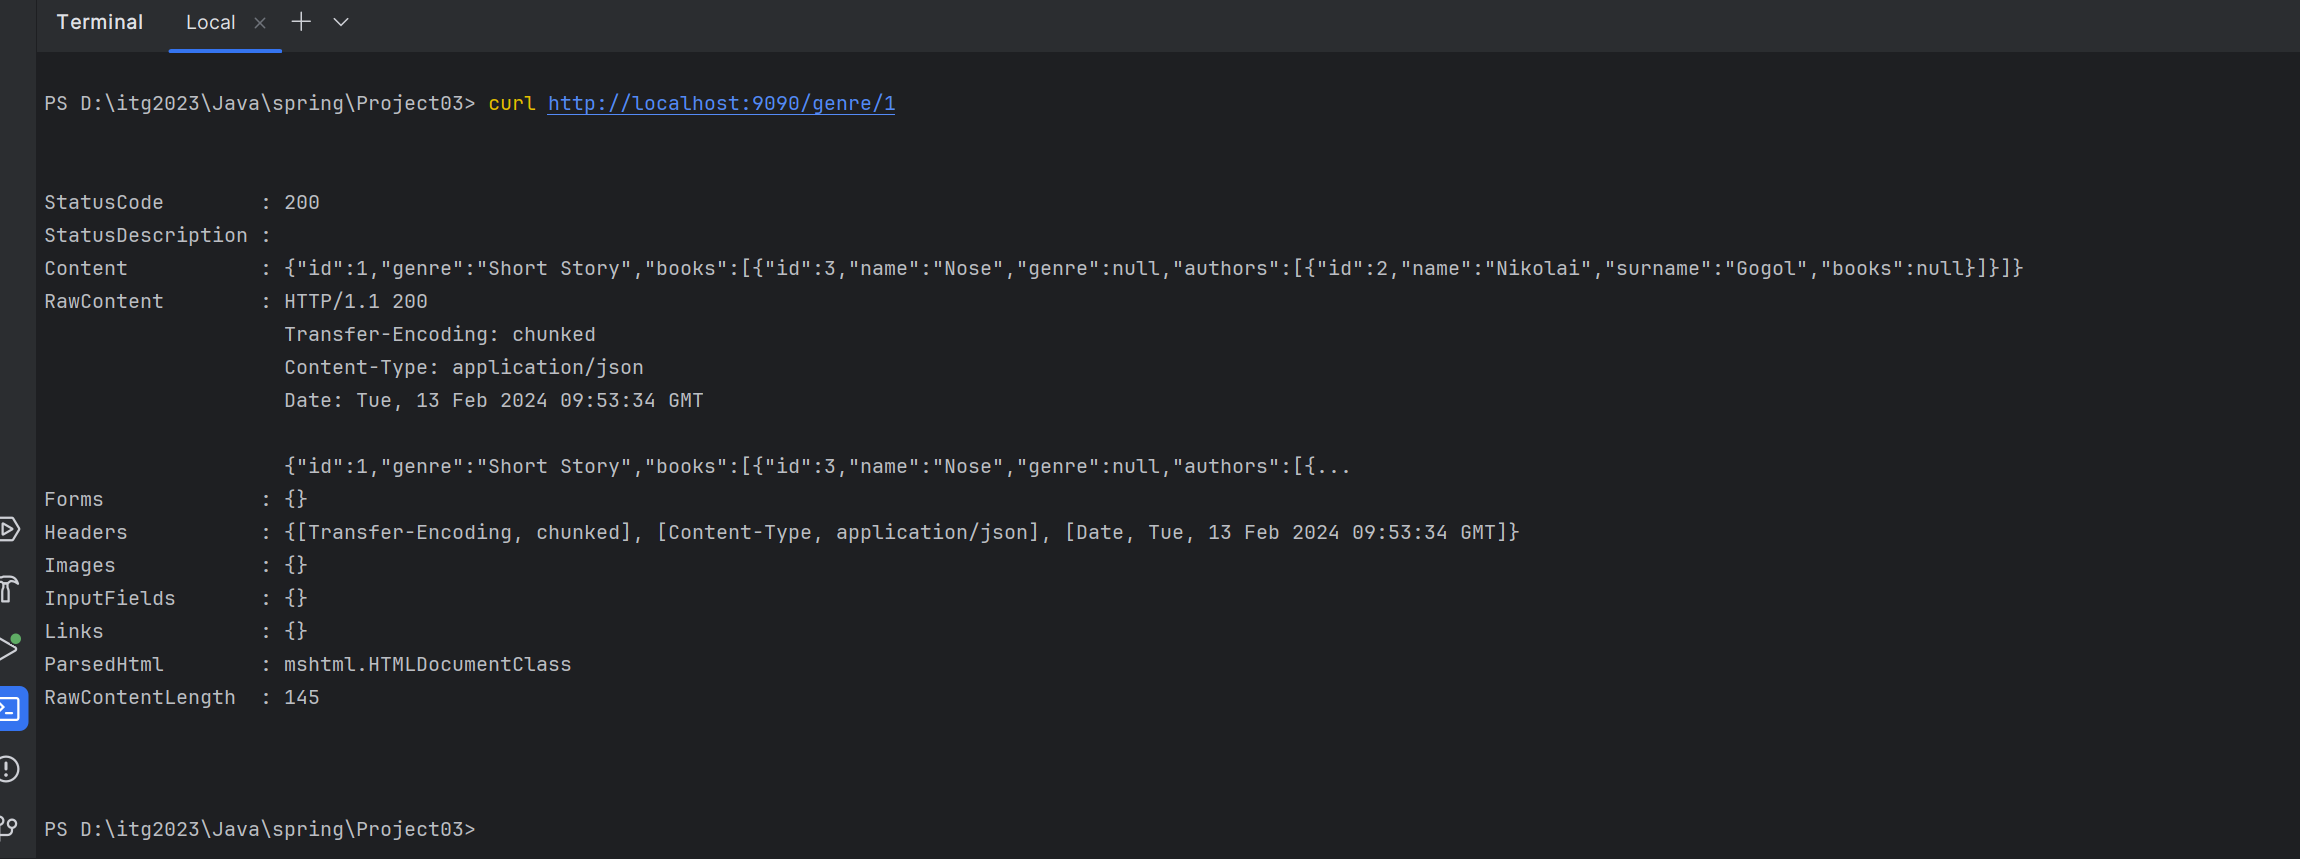 Terminal Local
PS D:\itg2023\Java\spring\Project03> curl http://localhost:9090/genre/1
StatusCode        : 200
StatusDescription :
Content           : {"id":1,"genre":"Short Story","books":[{"id":3,"name":"Nose","genre":null,"authors":[{"id":2,"name":"Nikolai","surname":"Gogol","books":null}]}]}
RawContent        : HTTP/1.1 200
Transfer-Encoding: chunked
Content-Type: application/json
Date: Tue, 13 Feb 2024 09:53:34 GMT
{"id":1,"genre":"Short Story","books":[{"id":3,"name":"Nose","genre":null,"authors":[{...
Forms             : {}
Headers           : {[Transfer-Encoding, chunked], [Content-Type, application/json], [Date, Tue, 13 Feb 2024 09:53:34 GMT]}
Images            : {}
InputFields       : {}
Links             : {}
ParsedHtml        : mshtml.HTMLDocumentClass
RawContentLength  : 145
PS D:\itg2023\Java\spring\Project03>